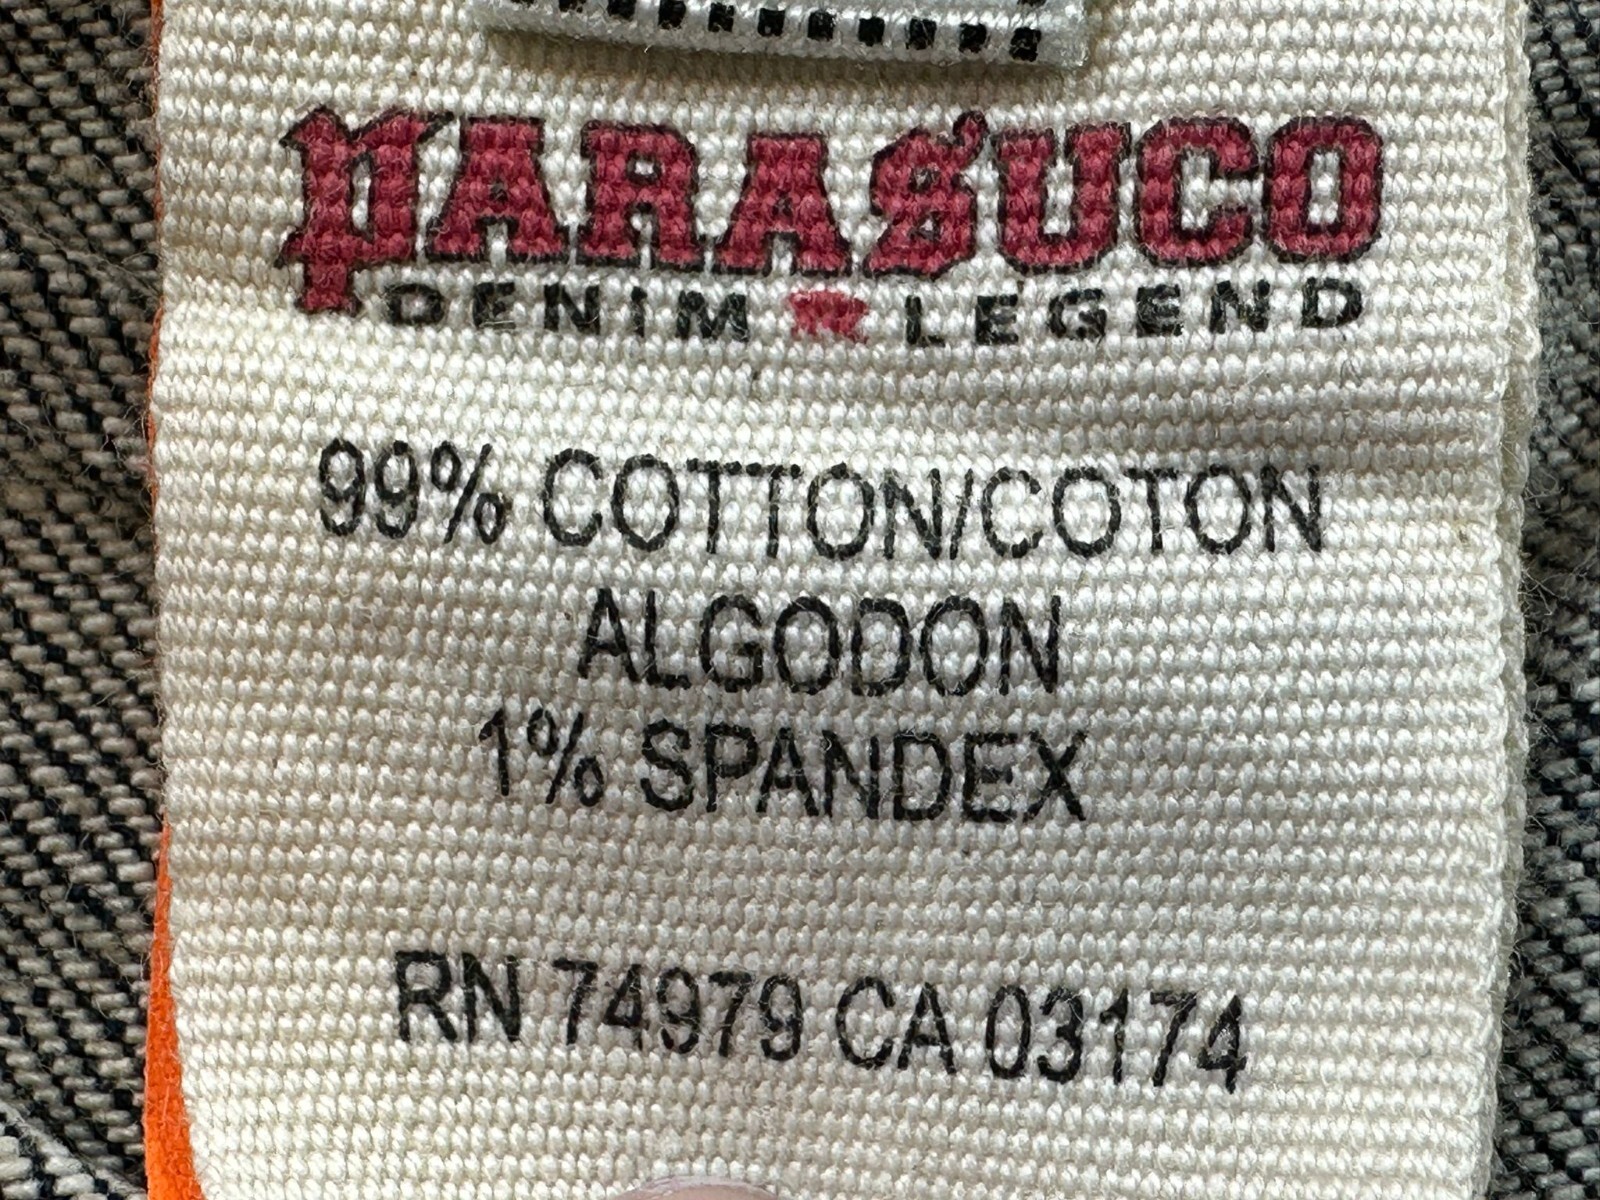 PARASUCO
DENIM LEGEND
99% COTTON/COTON
ALGODON
1% SPANDEX
RN 74979 CA 03174